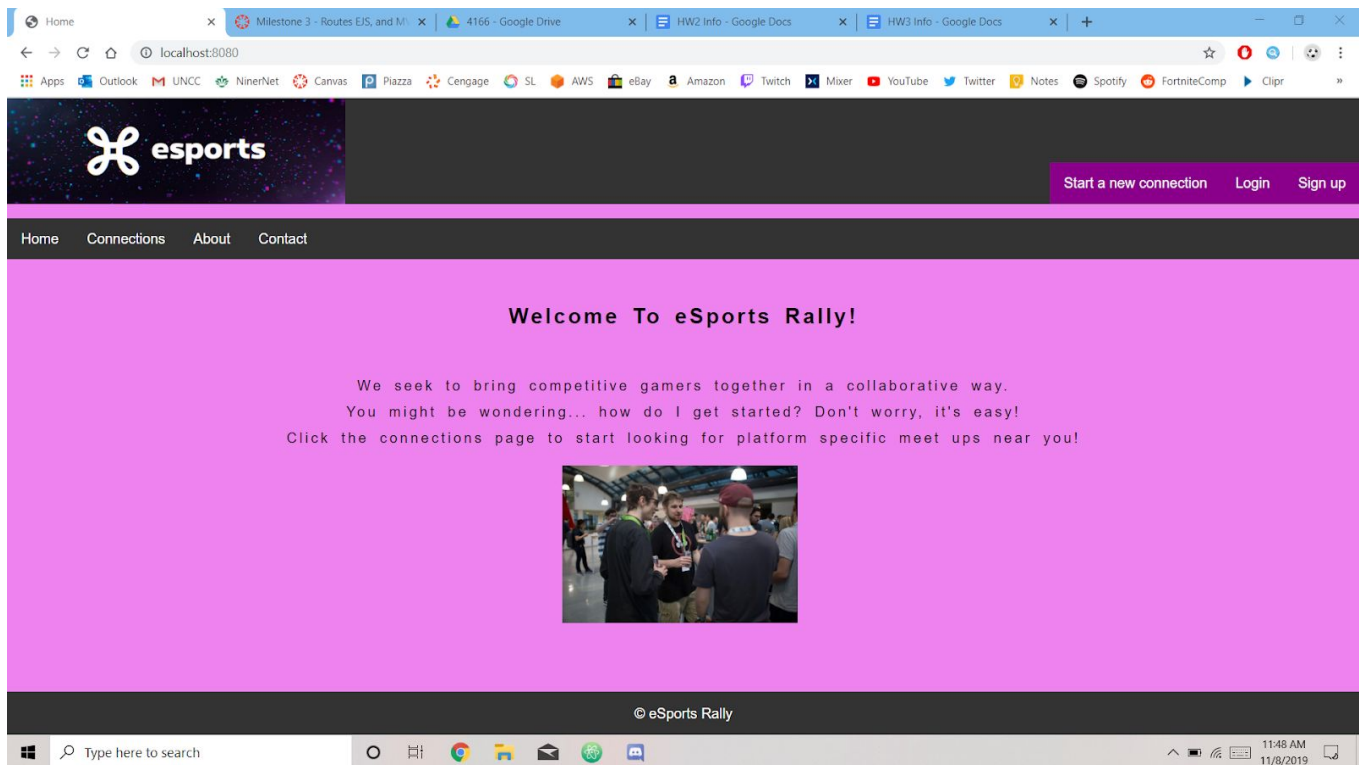 Home
Milestone 3 - Routes EJS, and MV
4166 - Google Drive
HW2 Info - Google Docs
HW3 Info - Google Docs
localhost:8080
Apps Outlook UNCC NinerNet Canvas Piazza Cengage SL AWS eBay Amazon Twitch Mixer YouTube Twitter Notes Spotify FortniteComp Clipr »
esports
Start a new connection Login Sign up
Home Connections About Contact
Welcome To eSports Rally!
We seek to bring competitive gamers together in a collaborative way.
You might be wondering... how do I get started? Don't worry, it's easy!
Click the connections page to start looking for platform specific meet ups near you!
© eSports Rally
Type here to search
11:48 AM
11/8/2019